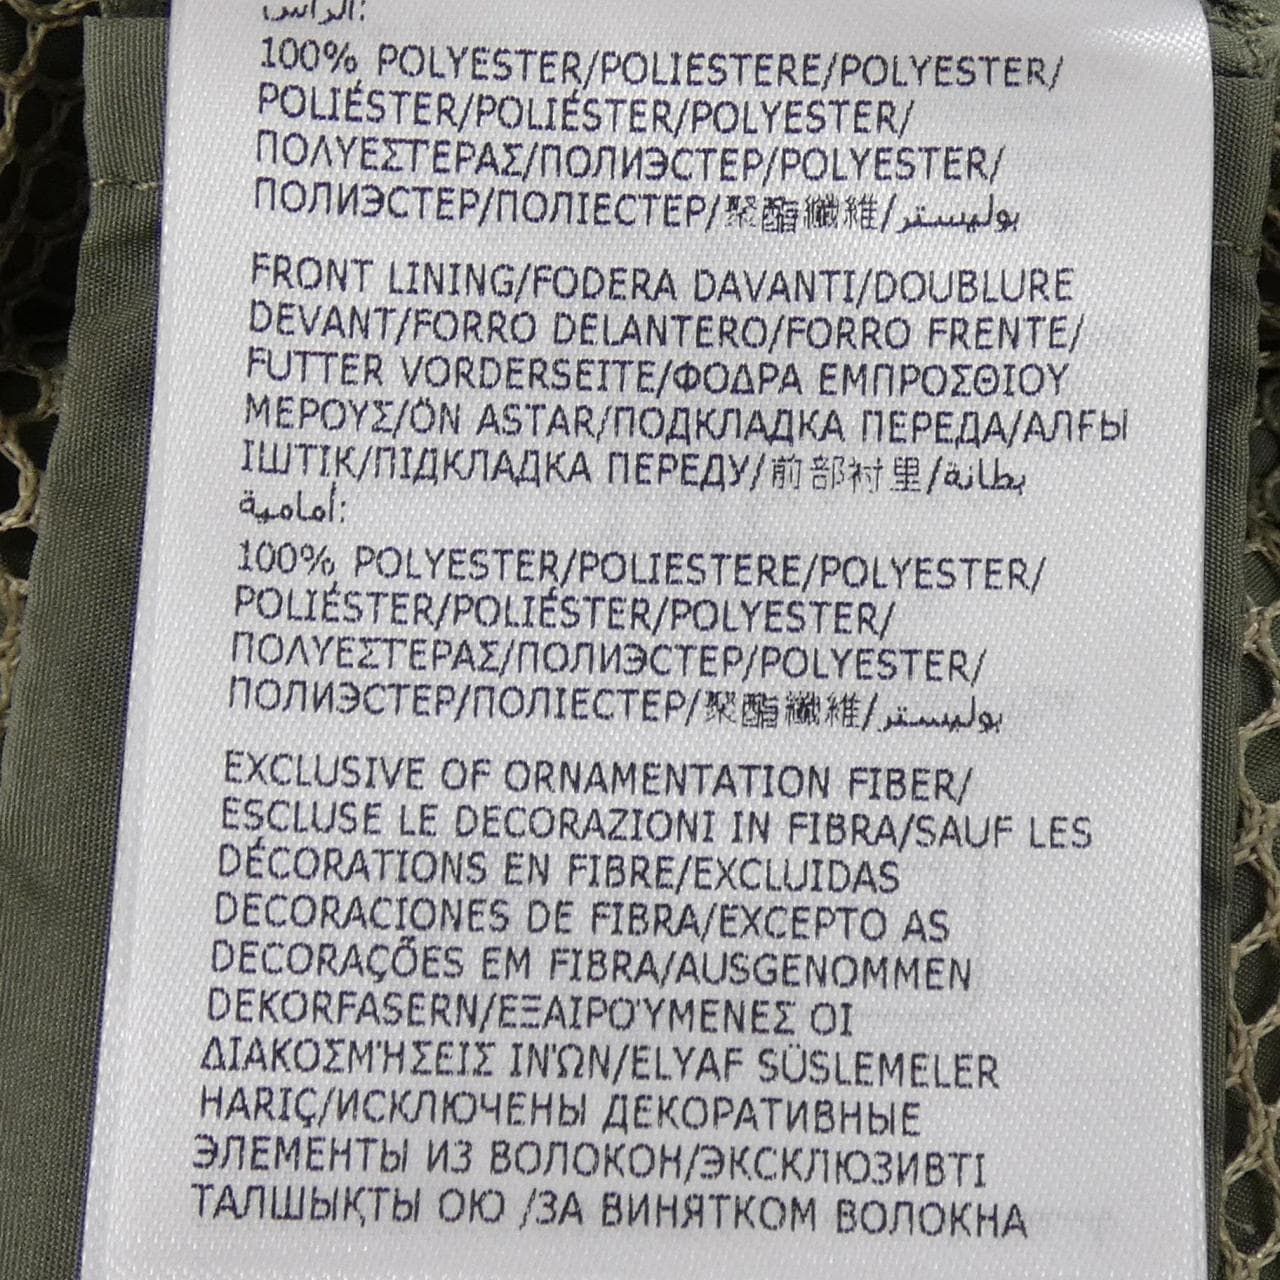 الرأس:
100% POLYESTER/POLIESTERE/POLYESTER/
POLIÉSTER/POLIÉSTER/POLYESTER/
ΠΟΛΥΕΣΤΕΡΑΣ/ПОЛИЭСТЕР/POLYESTER/
ПОЛИЭСТЕР/ПОЛІЕСТЕР/聚酯纖維/بوليستر
FRONT LINING/FODERA DAVANTI/DOUBLURE
DEVANT/FORRO DELANTERO/FORRO FRENTE/
FUTTER VORDERSEITE/ΦΟΔΡΑ ΕΜΠΡΟΣΘΙΟΥ
ΜΕΡΟΥΣ/ÖN ASTAR/ПОДКЛАДКА ПЕРЕДА/АЛҒЫ
ІШТІК/ПІДКЛАДКА ПЕРЕДУ/前部衬里/بطانة
أمامية:
100% POLYESTER/POLIESTERE/POLYESTER/
POLIÉSTER/POLIÉSTER/POLYESTER/
ΠΟΛΥΕΣΤΕΡΑΣ/ПОЛИЭСТЕР/POLYESTER/
ПОЛИЭСТЕР/ПОЛІЕСТЕР/聚酯纖維/بوليستر
EXCLUSIVE OF ORNAMENTATION FIBER/
ESCLUSE LE DECORAZIONI IN FIBRA/SAUF LES
DÉCORATIONS EN FIBRE/EXCLUIDAS
DECORACIONES DE FIBRA/EXCEPTO AS
DECORAÇÕES EM FIBRA/AUSGENOMMEN
DEKORFASERN/ΕΞΑΙΡΟΎΜΕΝΕΣ ΟΙ
ΔΙΑΚΟΣΜΉΣΕΙΣ ΙΝΏΝ/ELYAF SÜSLEMELER
HARIÇ/ИСКЛЮЧЕНЫ ДЕКОРАТИВНЫЕ
ЭЛЕМЕНТЫ ИЗ ВОЛОКОН/ЭКСКЛЮЗИВТІ
ТАЛШЫҚТЫ ОЮ /ЗА ВИНЯТКОМ ВОЛОКНА